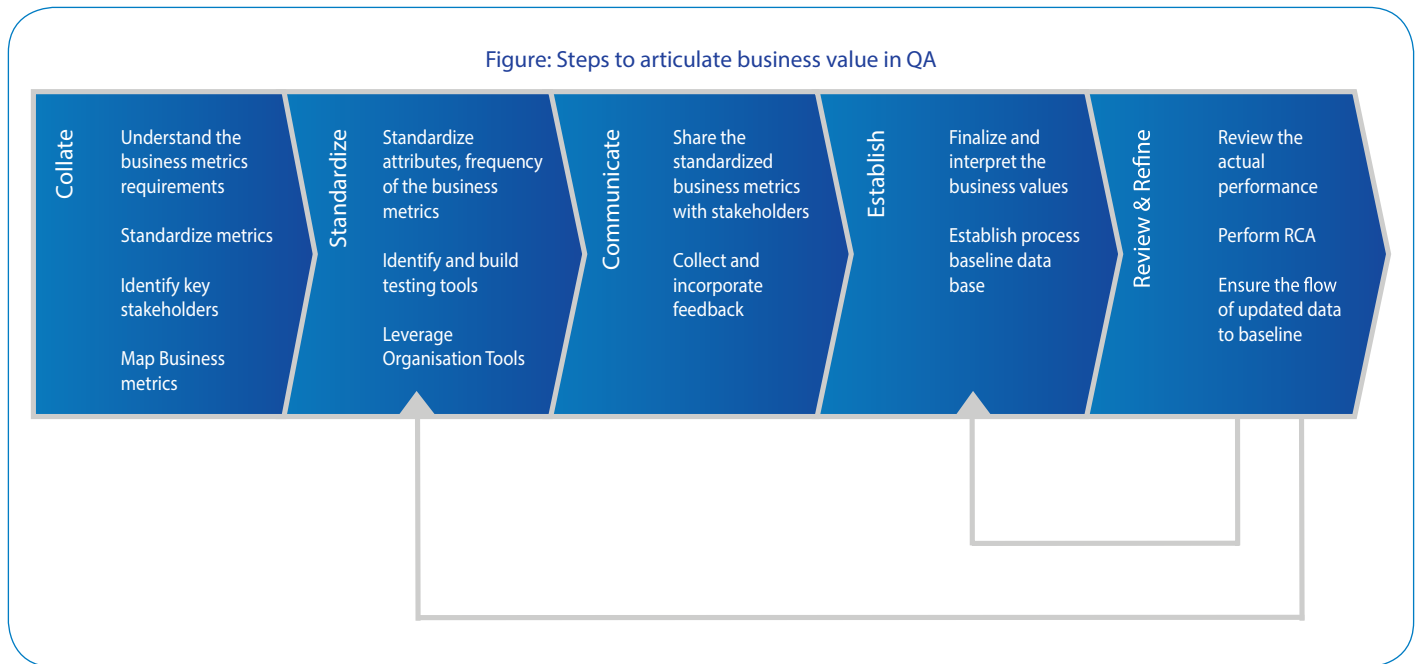 Figure: Steps to articulate business value in QA
Collate
Understand the
business metrics
requirements
Standardize metrics
Identify key
stakeholders
Map Business
metrics
Standardize
Standardize
attributes, frequency
of the business
metrics
Identify and build
testing tools
Leverage
Organisation Tools
Communicate
Share the
standardized
business metrics
with stakeholders
Collect and
incorporate
feedback
Establish
Finalize and
interpret the
business values
Establish process
baseline data
base
Review & Refine
Review the
actual
performance
Perform RCA
Ensure the flow
of updated data
to baseline